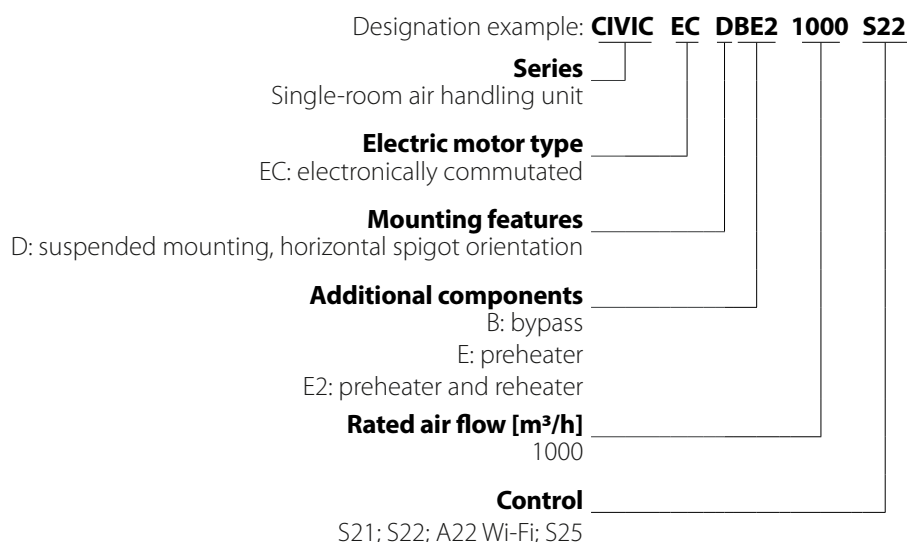 Designation example: CIVIC EC DBE2 1000 S22
Series
Single-room air handling unit
Electric motor type
EC: electronically commutated
Mounting features
D: suspended mounting, horizontal spigot orientation
Additional components
B: bypass
E: preheater
E2: preheater and reheater
Rated air flow [m³/h]
1000
Control
S21; S22; A22 Wi-Fi; S25